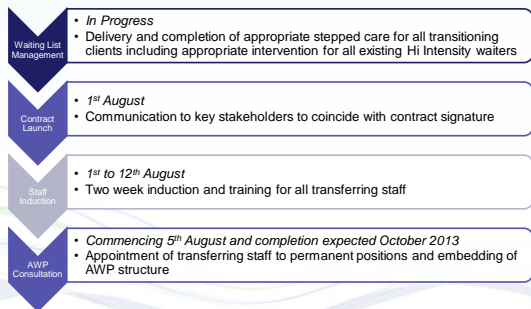 Waiting List
Management
• In Progress
• Delivery and completion of appropriate stepped care for all transitioning
clients including appropriate intervention for all existing Hi Intensity waiters
Contract
Launch
• 1st August
• Communication to key stakeholders to coincide with contract signature
Staff
Induction
• 1st to 12th August
• Two week induction and training for all transferring staff
AWP
Consultation
• Commencing 5th August and completion expected October 2013
• Appointment of transferring staff to permanent positions and embedding of
AWP structure